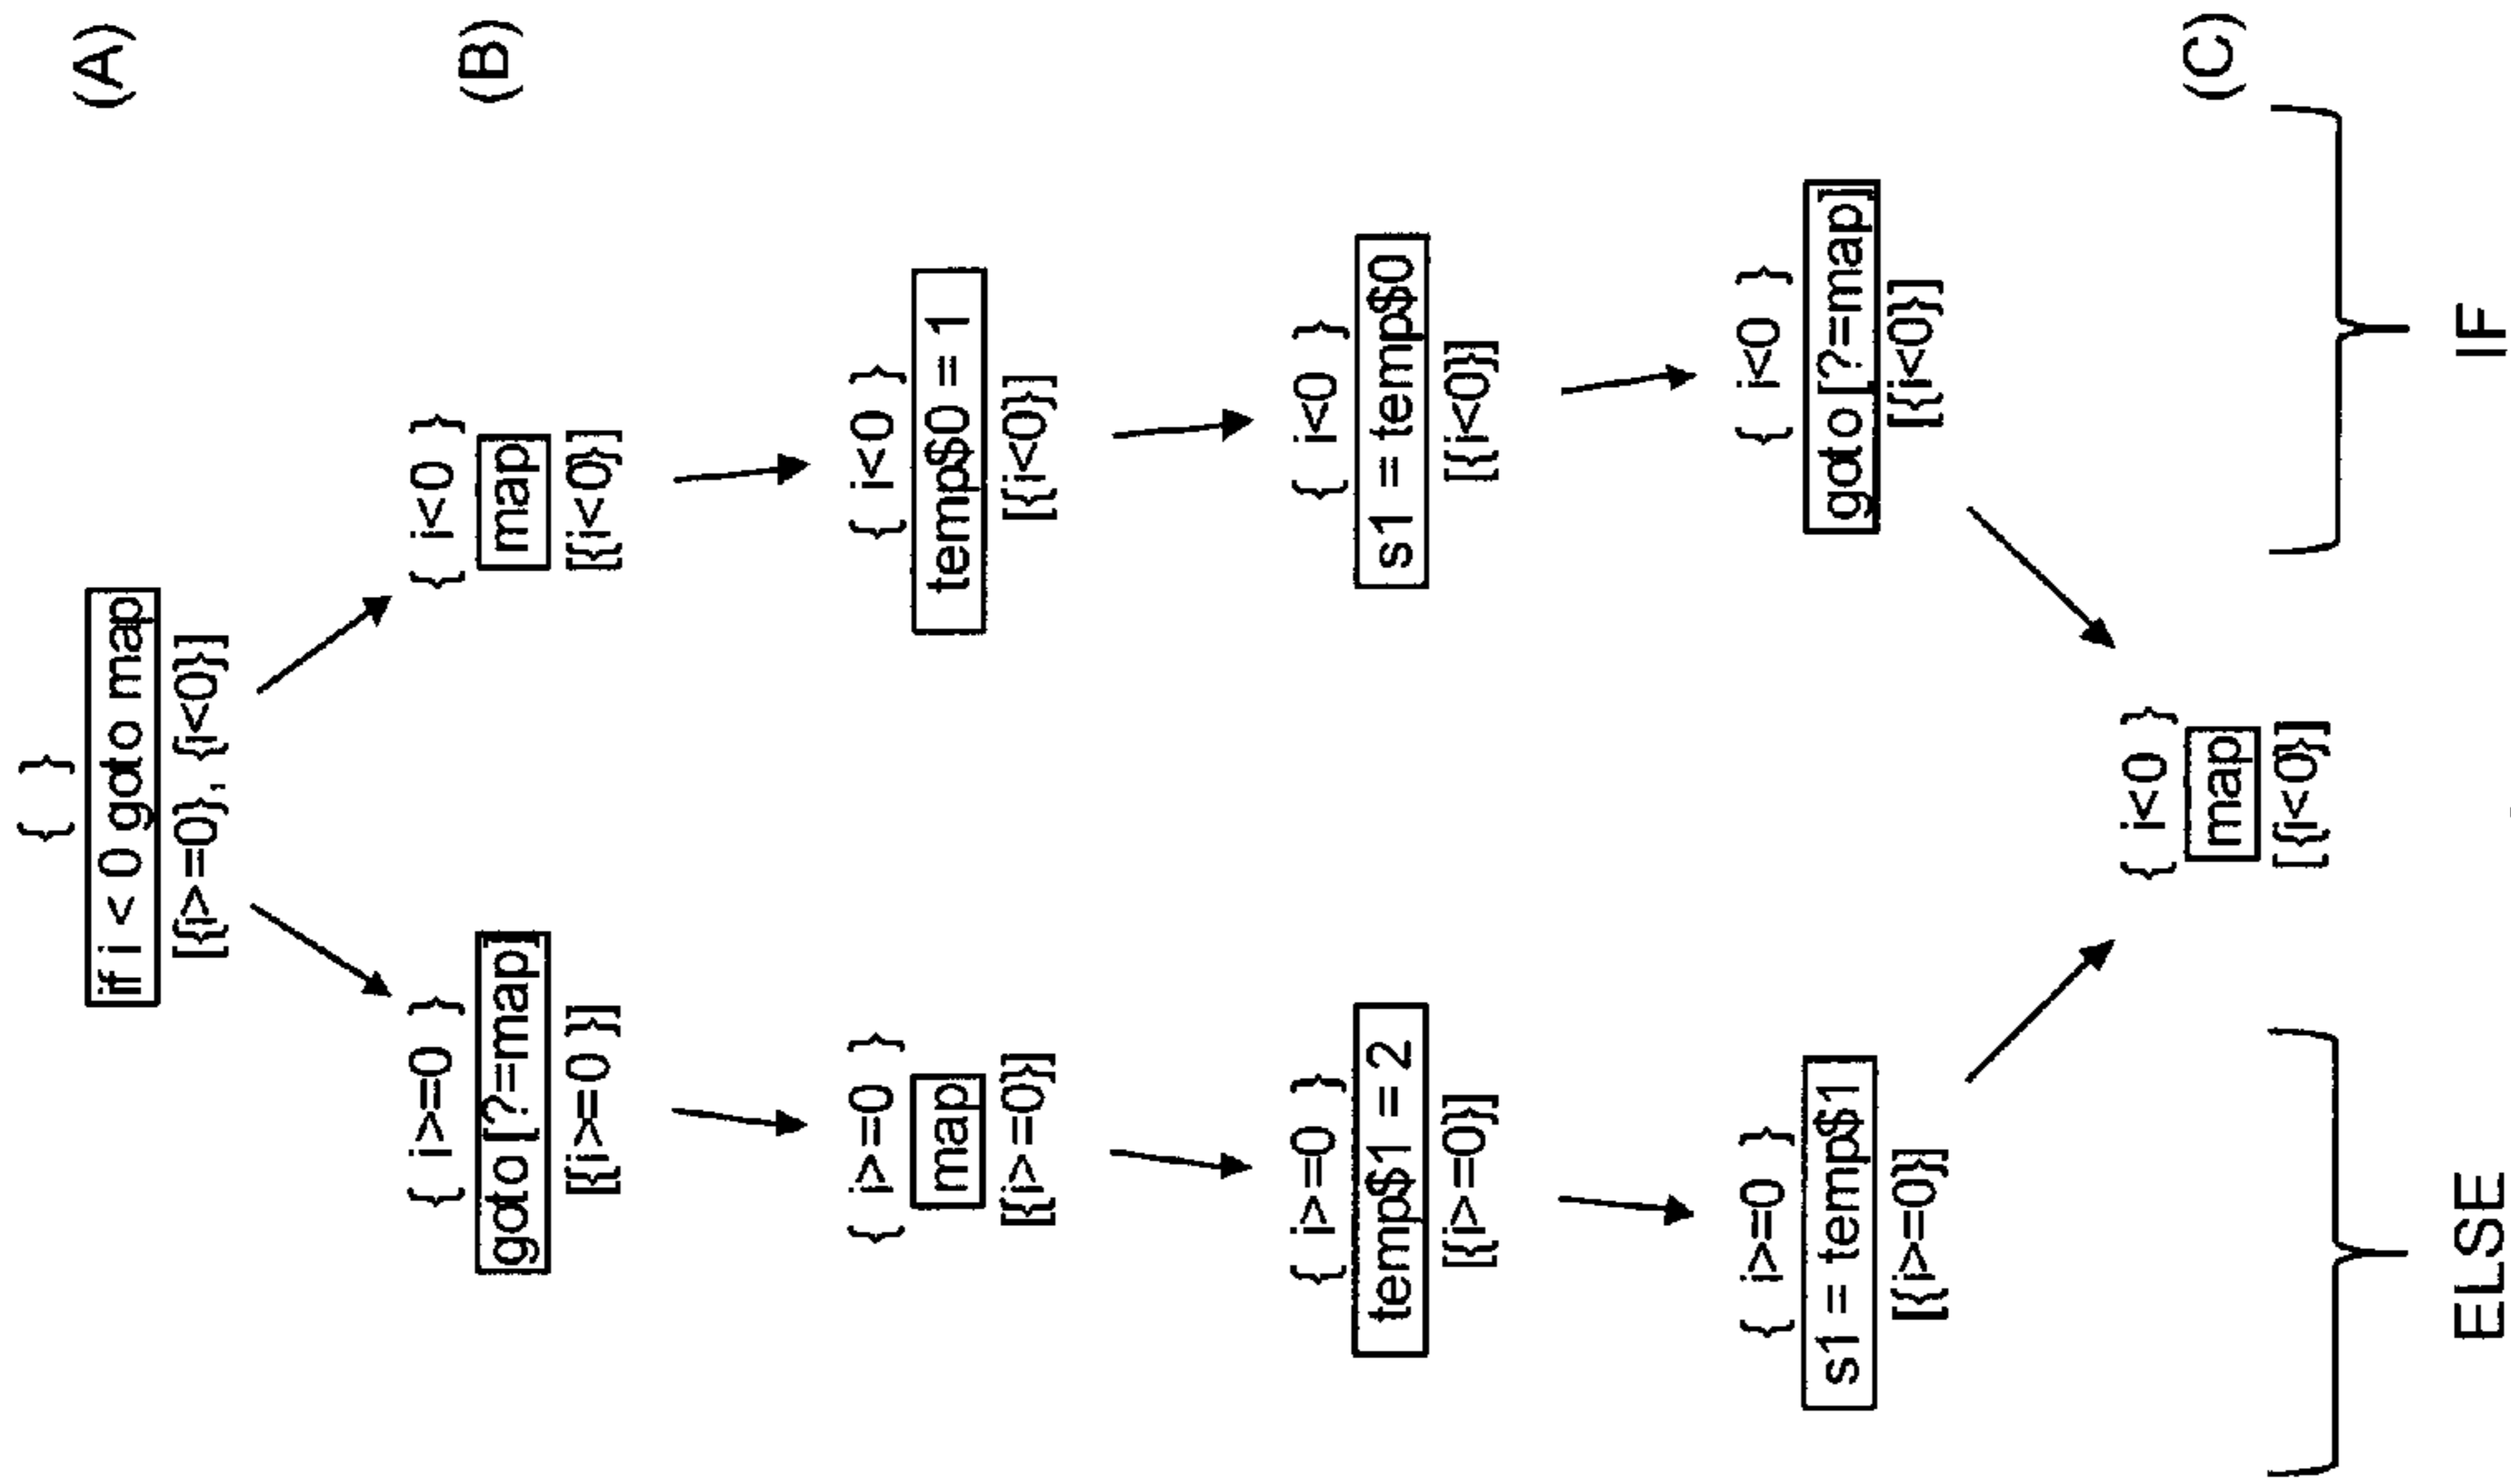 { }
if i < 0 goto map (A)
[{i>=0}, {i<0}]
{ i>=0 } { i<0 }
goto [?=map] map (B)
[{i>=0 }] [{i<0}]
{ i>=0 } { i<0 }
map temp$0 = 1
[{i>=0}] [{i<0}]
{ i>=0 } { i<0 }
temp$1 = 2 s1 = temp$0
[{i>=0}] [{i<0}]
{ i>=0 } { i<0 }
s1 = temp$1 goto [?=map]
[{i>=0}] [{i<0}]
{ i<0 }
map (C)
[{i<0}]
ELSE IF